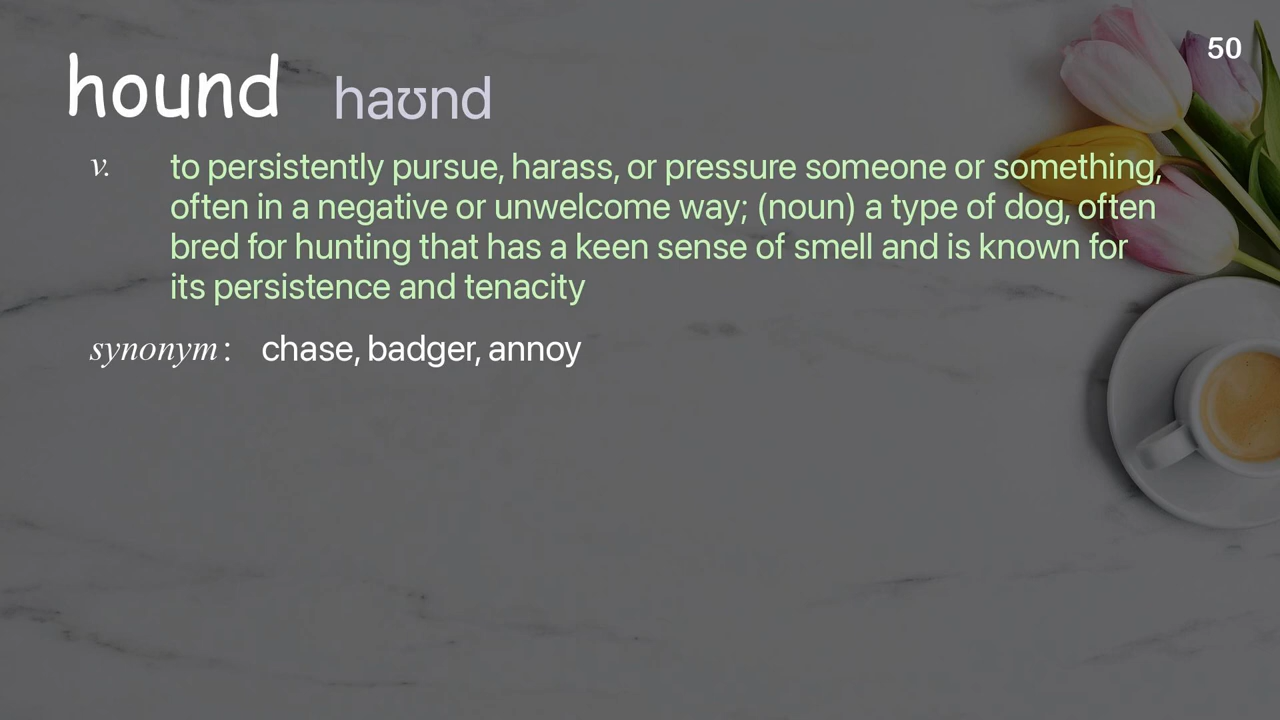 50
hound haʊnd
v. to persistently pursue, harass, or pressure someone or something,
often in a negative or unwelcome way; (noun) a type of dog, often
bred for hunting that has a keen sense of smell and is known for
its persistence and tenacity
synonym : chase, badger, annoy